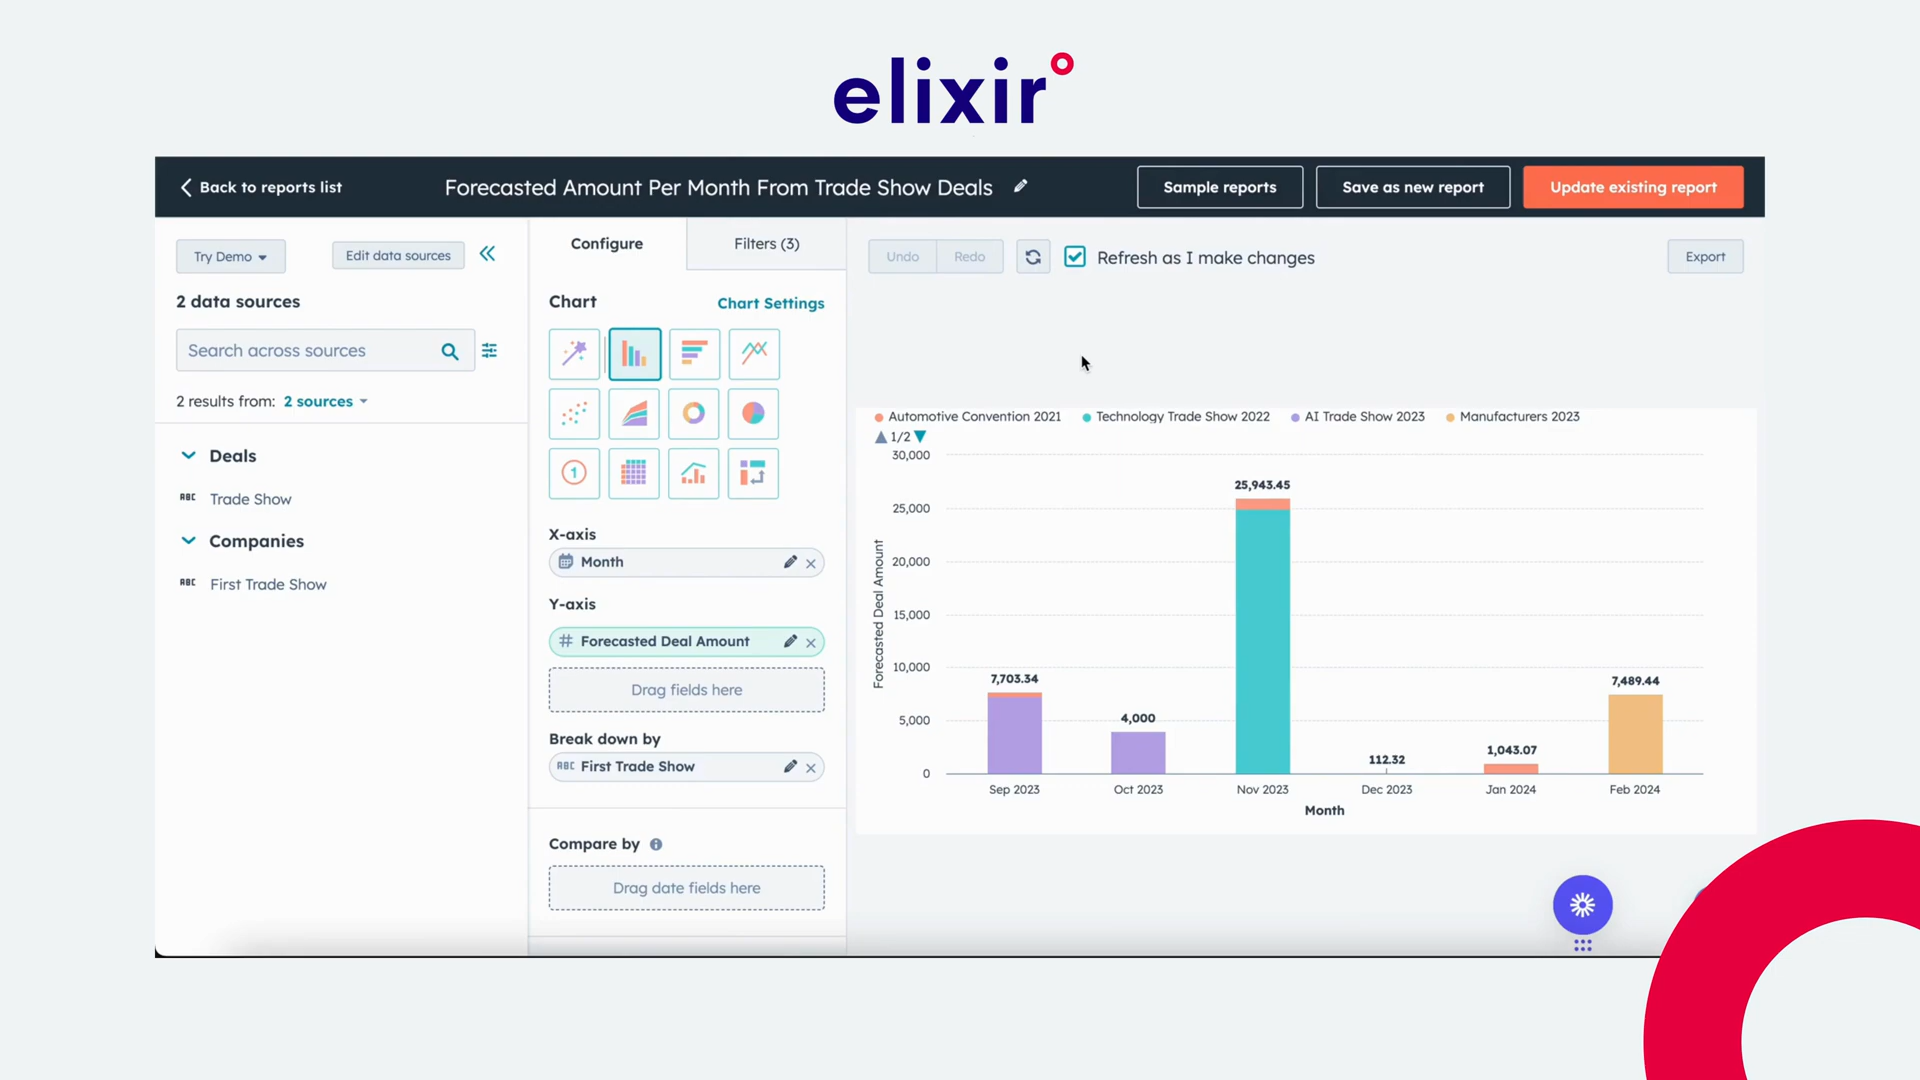 elixir
Back to reports list
Forecasted Amount Per Month From Trade Show Deals
Sample reports
Save as new report
Update existing report
Try Demo
Edit data sources
2 data sources
Search across sources
2 results from: 2 sources
Deals
ABC Trade Show
Companies
ABC First Trade Show
Configure
Filters (3)
Chart
Chart Settings
1
X-axis
Month
Y-axis
# Forecasted Deal Amount
Drag fields here
Break down by
ABC First Trade Show
Compare by
Drag date fields here
Undo
Redo
Refresh as I make changes
Export
Automotive Convention 2021
Technology Trade Show 2022
AI Trade Show 2023
Manufacturers 2023
1/2
Forecasted Deal Amount
30,000
25,000
20,000
15,000
10,000
5,000
0
7,703.34
4,000
25,943.45
112.32
1,043.07
7,489.44
Sep 2023
Oct 2023
Nov 2023
Dec 2023
Jan 2024
Feb 2024
Month